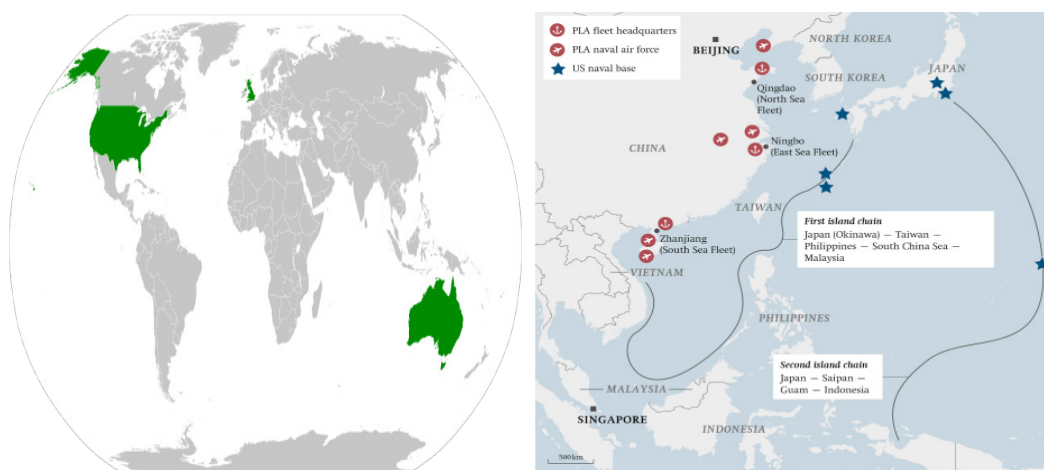 PLA fleet headquarters
PLA naval air force
US naval base
BEIJING
NORTH KOREA
SOUTH KOREA
JAPAN
Qingdao
(North Sea
Fleet)
CHINA
Ningbo
(East Sea Fleet)
TAIWAN
First island chain
Japan (Okinawa) — Taiwan —
Philippines — South China Sea —
Malaysia
Zhanjiang
(South Sea Fleet)
VIETNAM
PHILIPPINES
Second island chain
Japan — Saipan —
Guam — Indonesia
MALAYSIA
SINGAPORE
INDONESIA
500 km